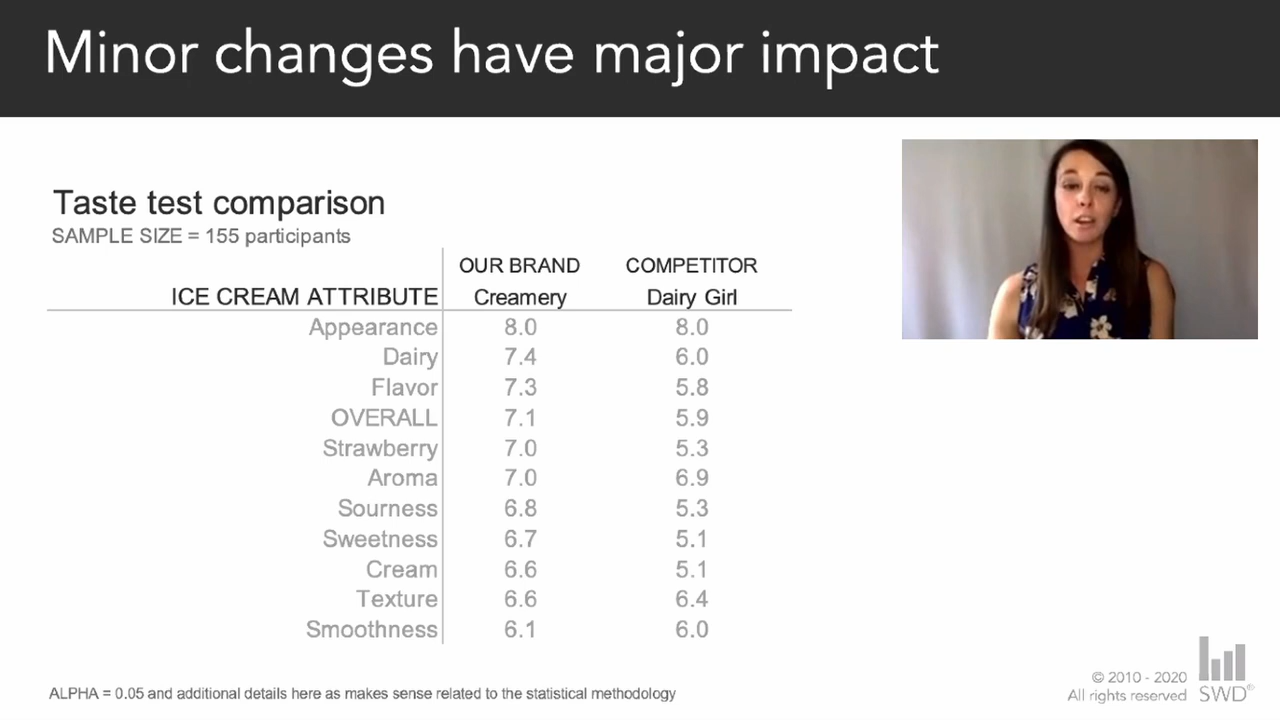 Minor changes have major impact
Taste test comparison
SAMPLE SIZE = 155 participants
OUR BRAND COMPETITOR
ICE CREAM ATTRIBUTE Creamery Dairy Girl
Appearance 8.0 8.0
Dairy 7.4 6.0
Flavor 7.3 5.8
OVERALL 7.1 5.9
Strawberry 7.0 5.3
Aroma 7.0 6.9
Sourness 6.8 5.3
Sweetness 6.7 5.1
Cream 6.6 5.1
Texture 6.6 6.4
Smoothness 6.1 6.0
ALPHA = 0.05 and additional details here as makes sense related to the statistical methodology
© 2010 - 2020
All rights reserved
SWD®